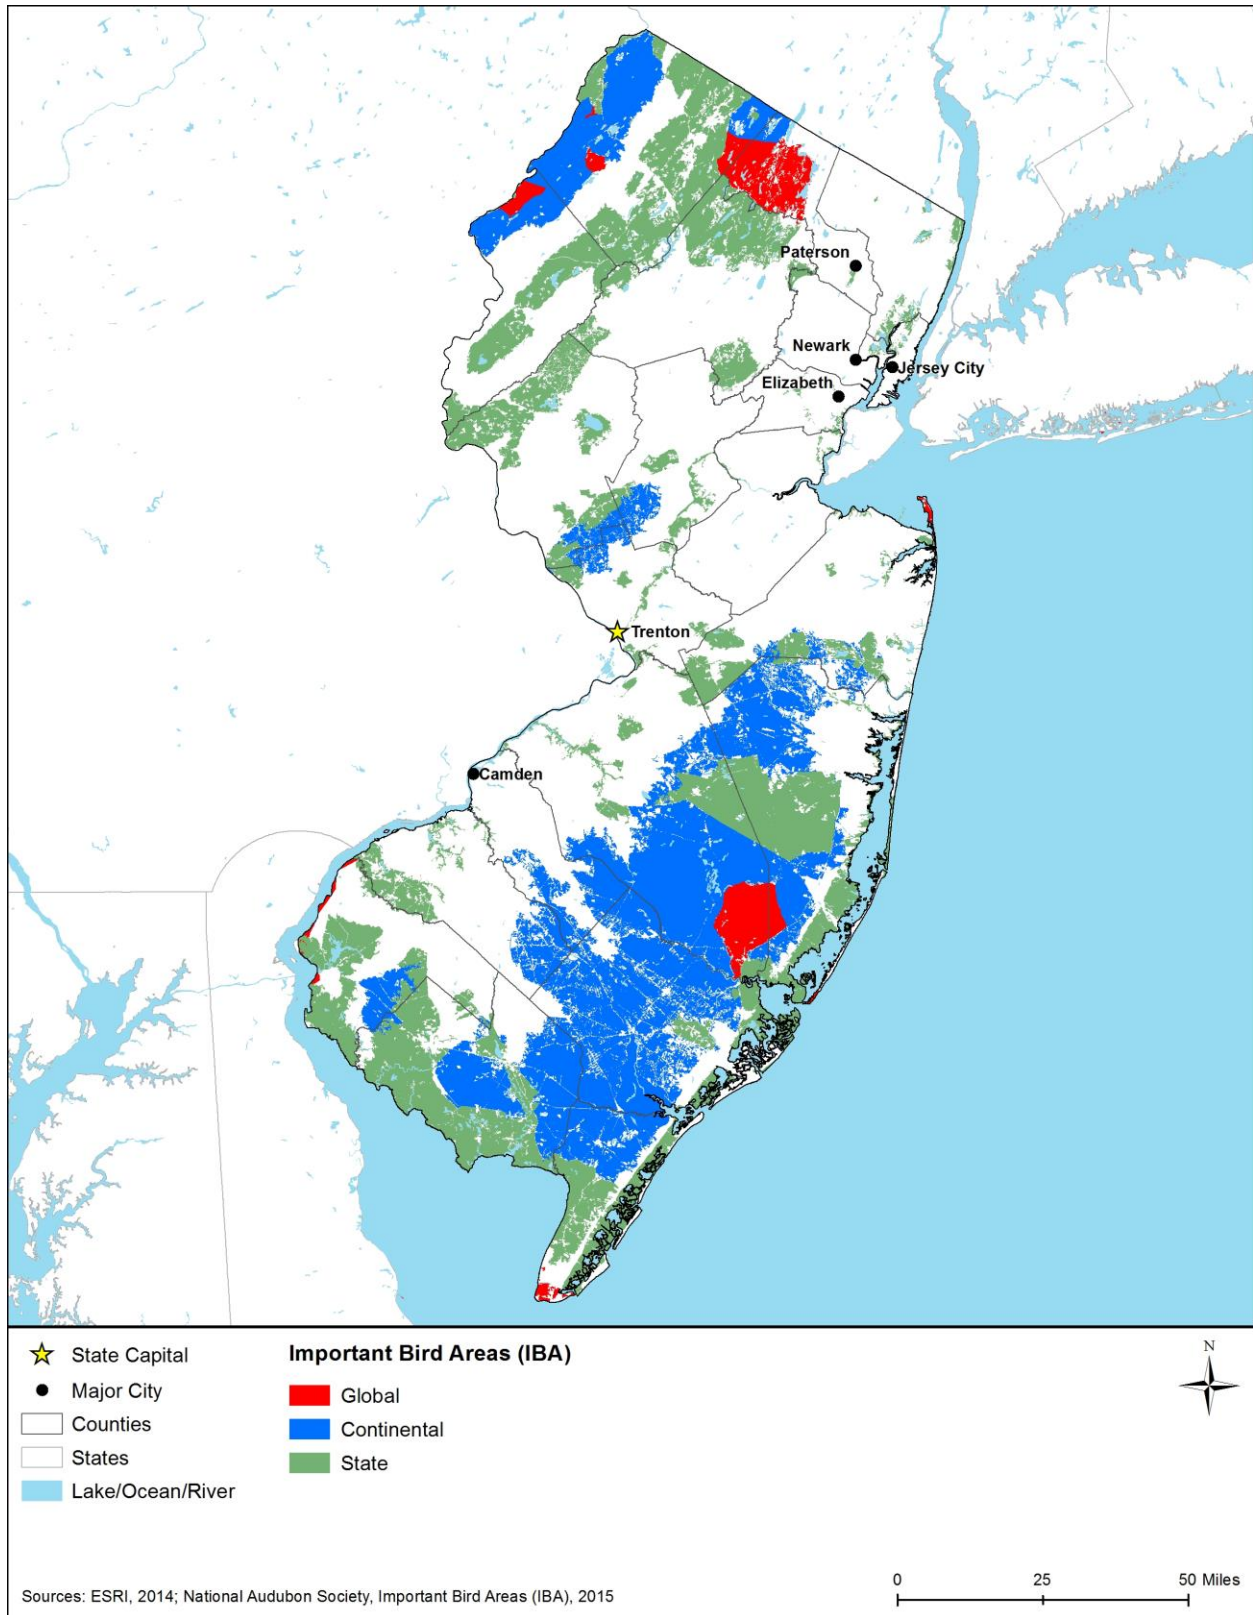 Paterson
Newark
Jersey City
Elizabeth
Trenton
Camden
State Capital
Major City
Counties
States
Lake/Ocean/River
Important Bird Areas (IBA)
Global
Continental
State
N
Sources: ESRI, 2014; National Audubon Society, Important Bird Areas (IBA), 2015
0 25 50 Miles